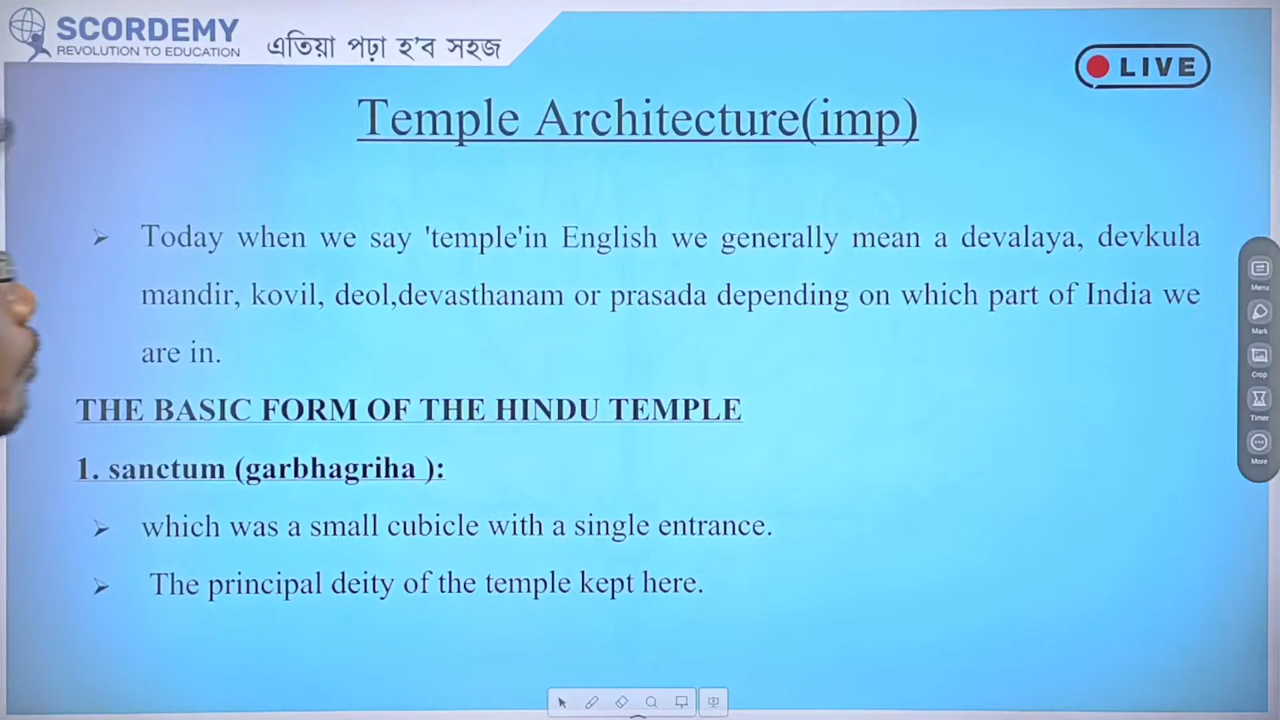 SCORDEMY
REVOLUTION TO EDUCATION
এতিয়া পঢ়া হ'ব সহজ
LIVE
Temple Architecture(imp)
➢ Today when we say 'temple'in English we generally mean a devalaya, devkula
mandir, kovil, deol,devasthanam or prasada depending on which part of India we
are in.
THE BASIC FORM OF THE HINDU TEMPLE
1. sanctum (garbhagriha ):
➢ which was a small cubicle with a single entrance.
➢ The principal deity of the temple kept here.
Menu
Mark
Crop
Timer
More